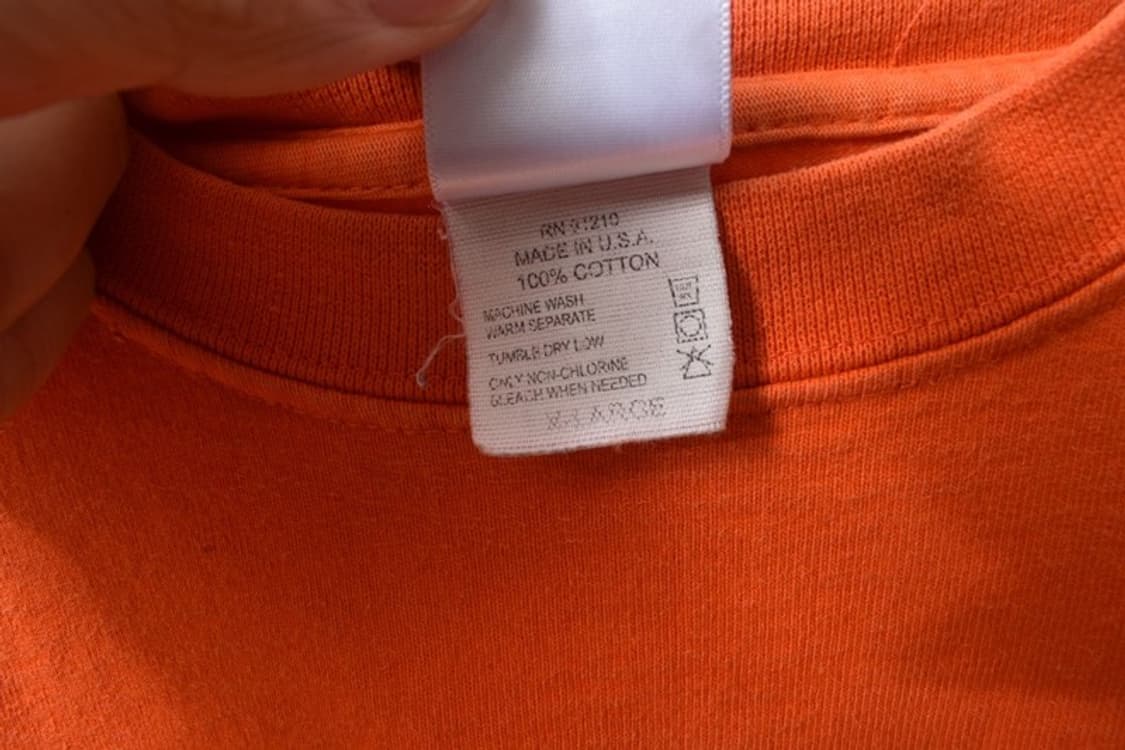 RN 91210
MADE IN U.S.A.
100% COTTON
MACHINE WASH
WARM SEPARATE
TUMBLE DRY LOW
ONLY NON-CHLORINE
BLEACH WHEN NEEDED
X-LARGE